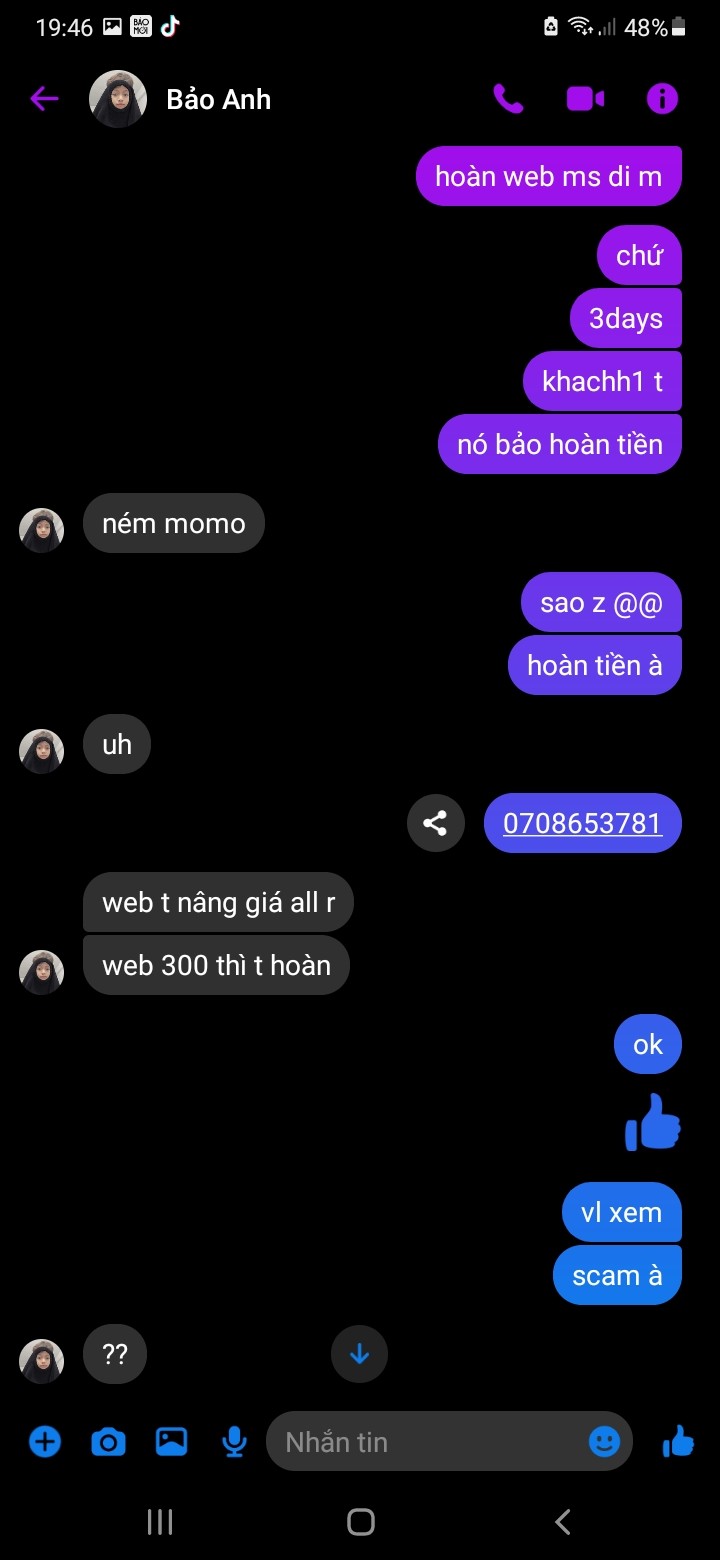 19:46
BÁO
MỚI
48%
Bảo Anh
hoàn web ms di m
chứ
3days
khachh1 t
nó bảo hoàn tiền
ném momo
sao z @@
hoàn tiền à
uh
0708653781
web t nâng giá all r
web 300 thì t hoàn
ok
vl xem
scam à
??
Nhắn tin